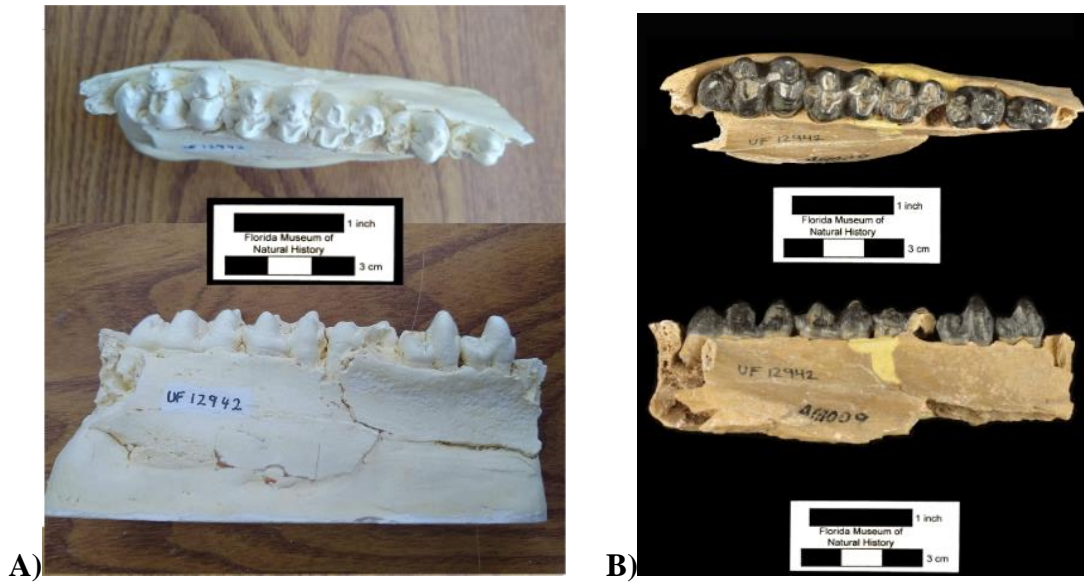 UF 12942
1 inch
Florida Museum of
Natural History
3 cm
UF 12942
A)
UF 12942
1 inch
Florida Museum of
Natural History
3 cm
UF 12942
1 inch
Florida Museum of
Natural History
3 cm
B)